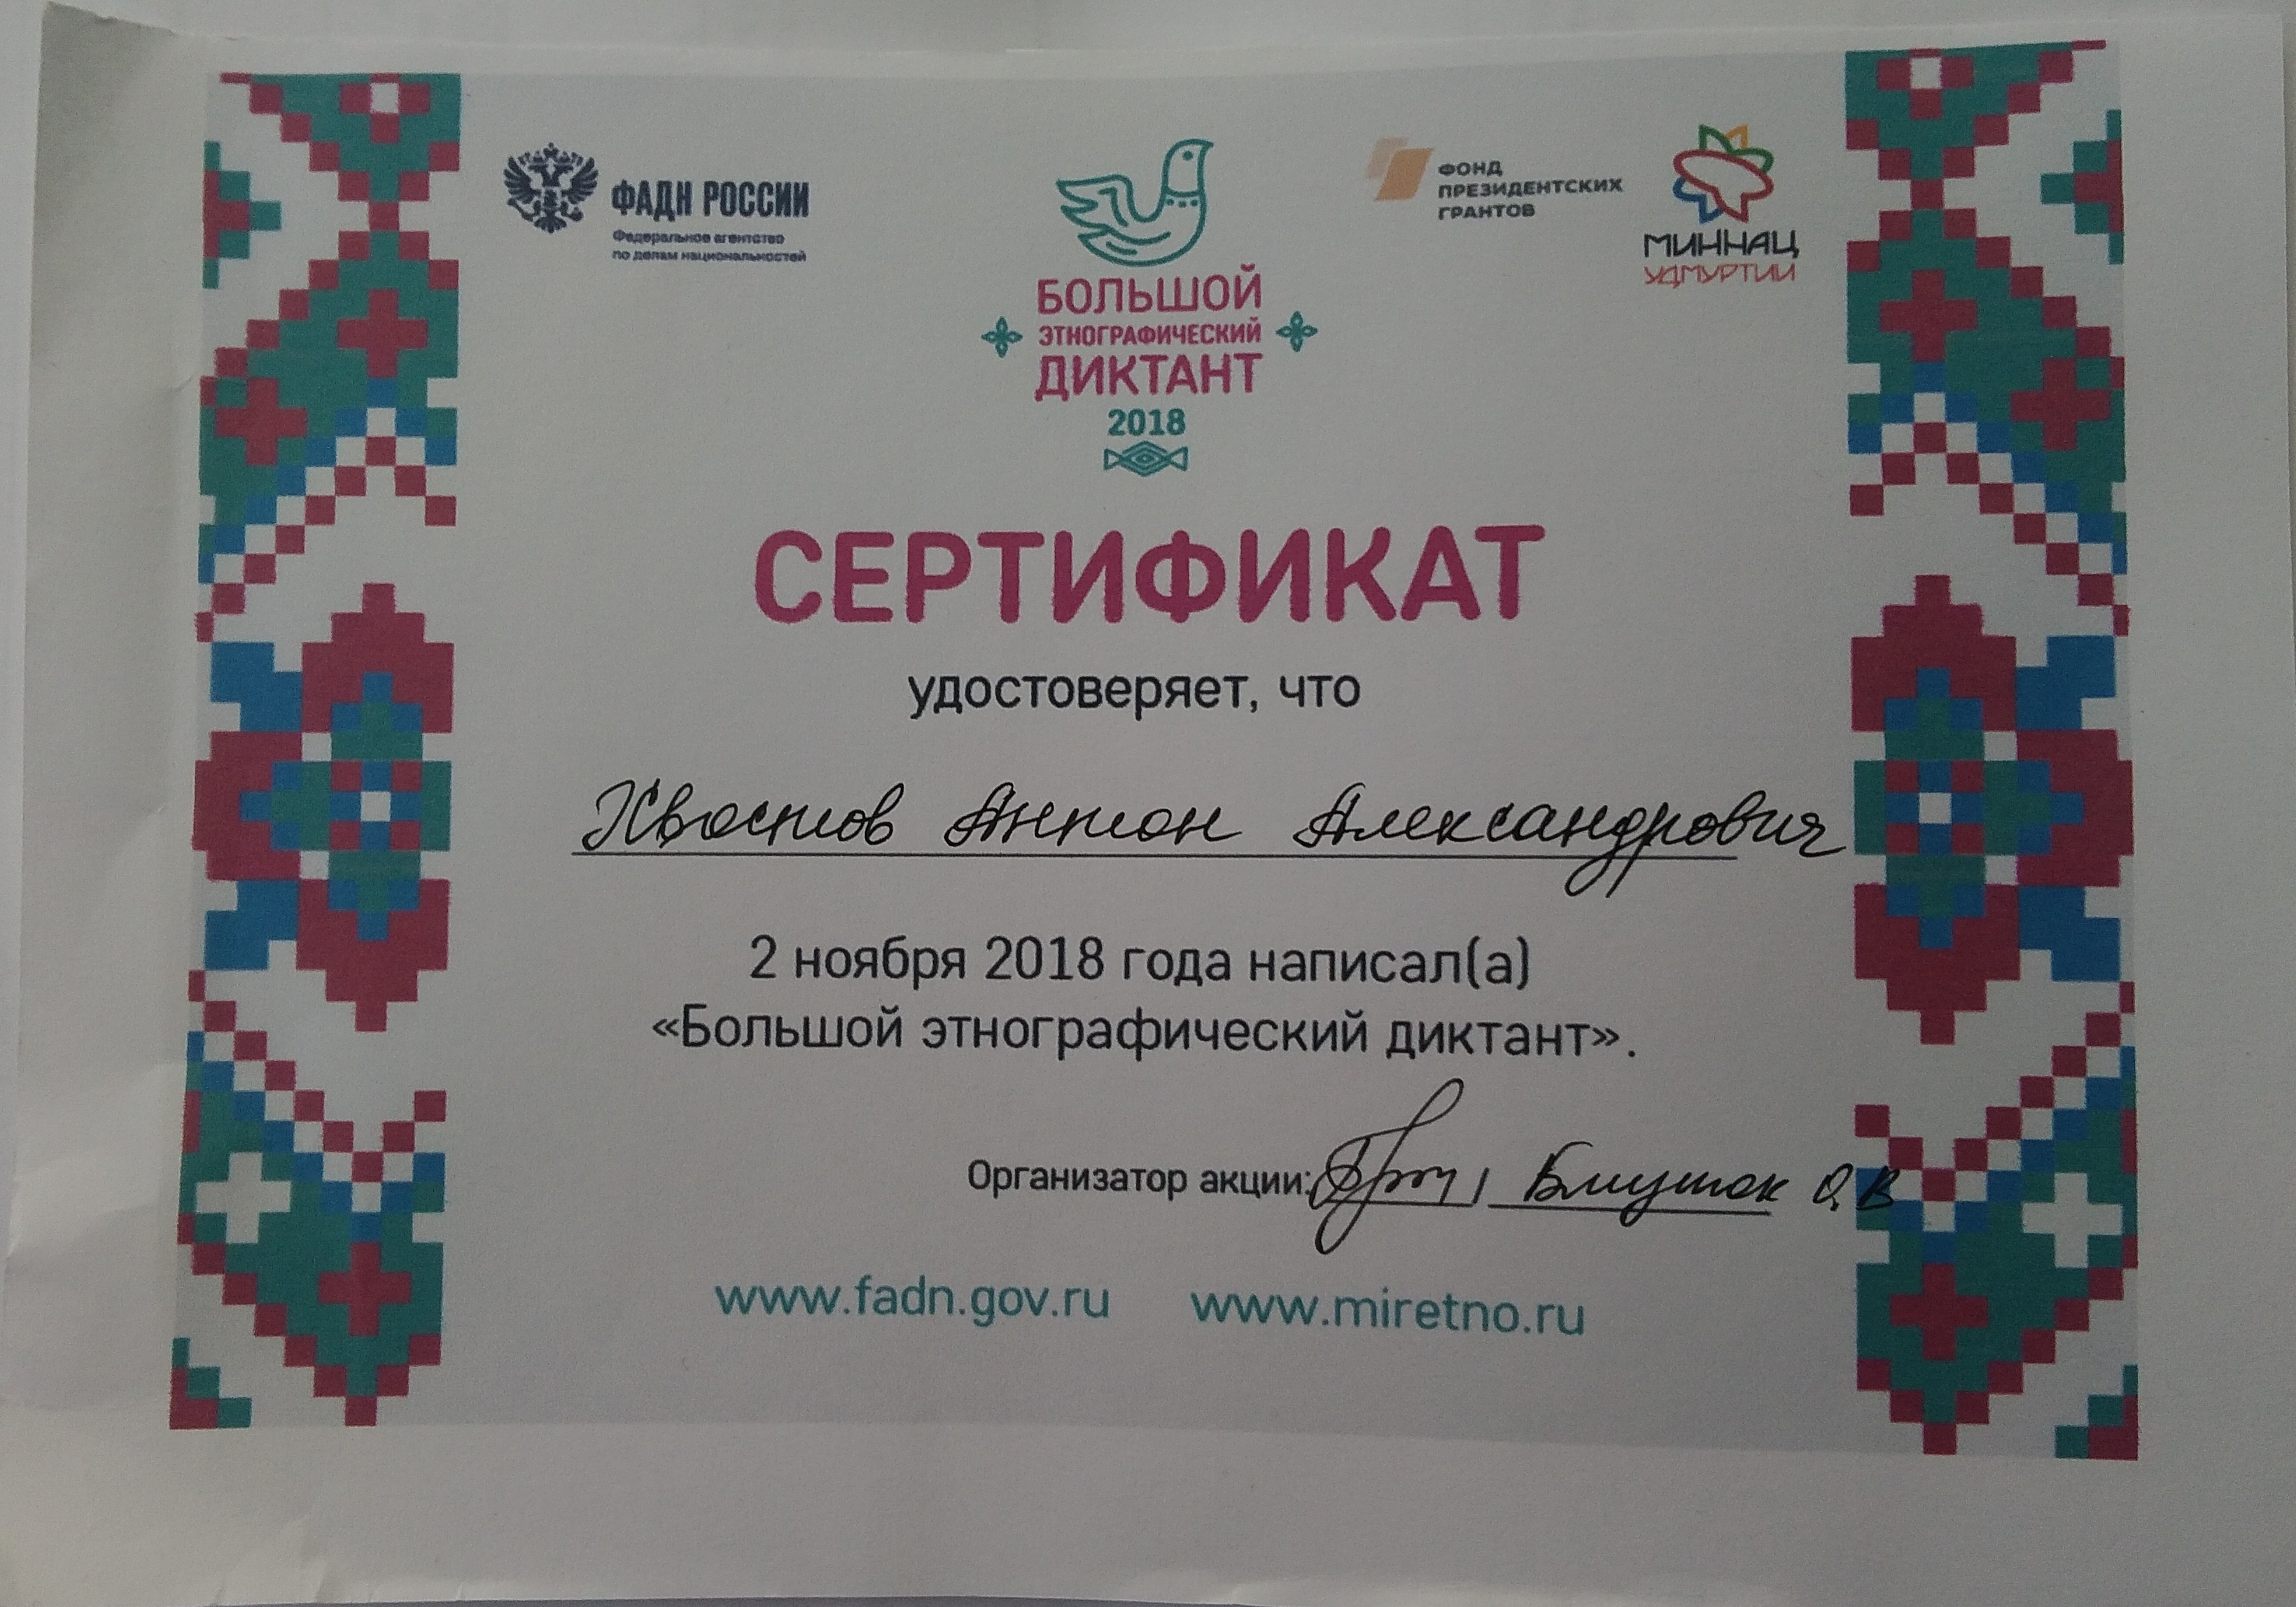 ФАДН РОССИИ
Федеральное агентство
по делам национальностей
БОЛЬШОЙ
ЭТНОГРАФИЧЕСКИЙ
ДИКТАНТ
2018
ФОНД
ПРЕЗИДЕНТСКИХ
ГРАНТОВ
МИННАЦ
УДМУРТИИ
СЕРТИФИКАТ
удостоверяет, что
Хвостов Антон Александрович
2 ноября 2018 года написал(а)
«Большой этнографический диктант».
Организатор акции:
www.fadn.gov.ru www.miretno.ru